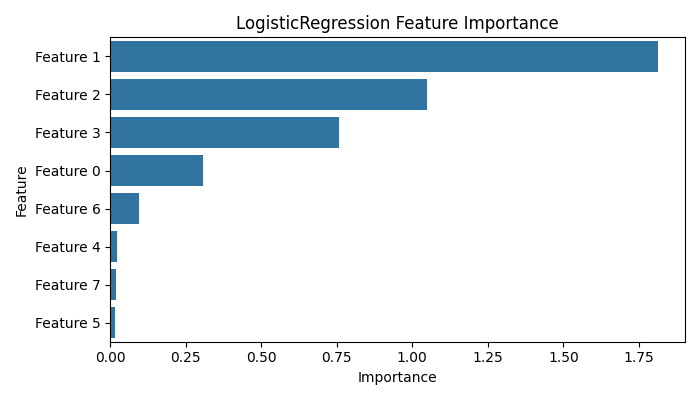 LogisticRegression Feature Importance
Feature 1
Feature 2
Feature 3
Feature 0
Feature 6
Feature 4
Feature 7
Feature 5
Feature
0.00 0.25 0.50 0.75 1.00 1.25 1.50 1.75
Importance